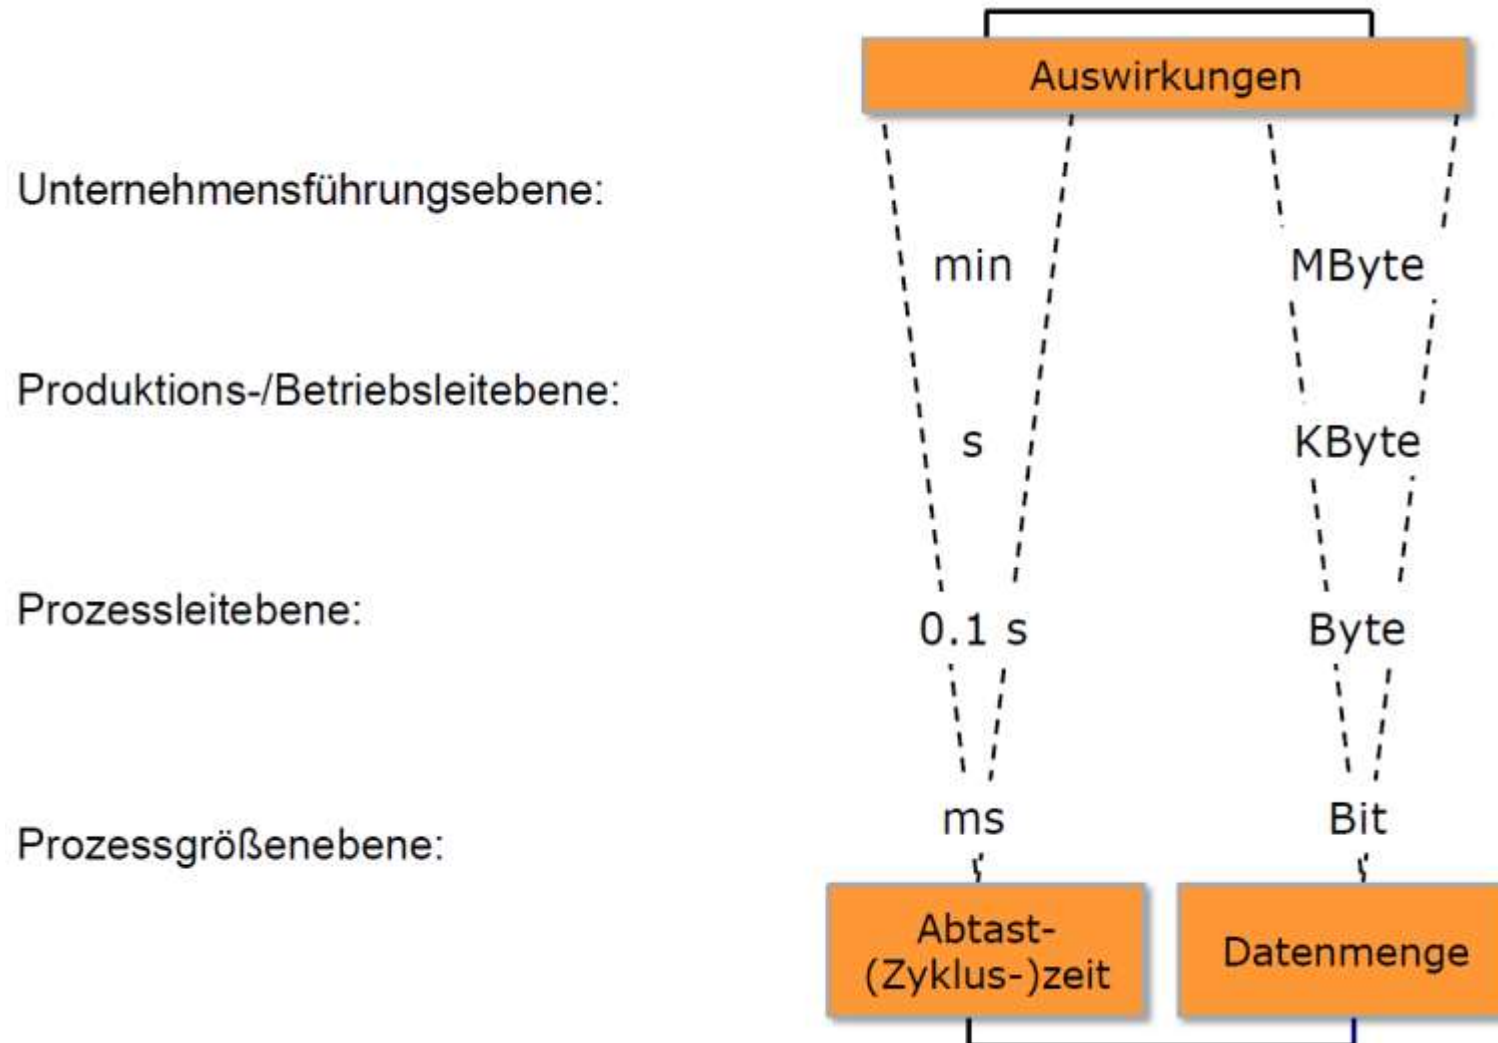 Auswirkungen
Unternehmensführungsebene:
min
MByte
Produktions-/Betriebsleitebene:
s
KByte
Prozessleitebene:
0.1 s
Byte
Prozessgrößenebene:
ms
Bit
Abtast-
(Zyklus-)zeit
Datenmenge